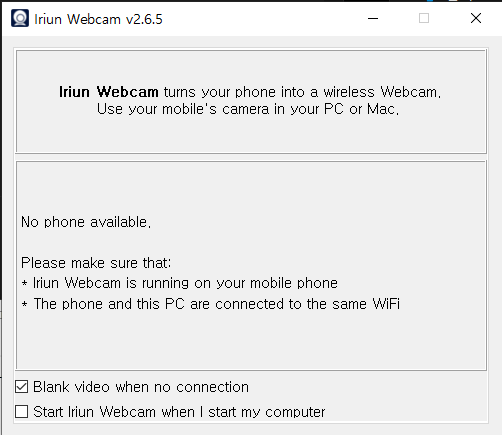 Iriun Webcam v2.6.5
Iriun Webcam turns your phone into a wireless Webcam.
Use your mobile's camera in your PC or Mac.
No phone available.
Please make sure that:
* Iriun Webcam is running on your mobile phone
* The phone and this PC are connected to the same WiFi
Blank video when no connection
Start Iriun Webcam when I start my computer